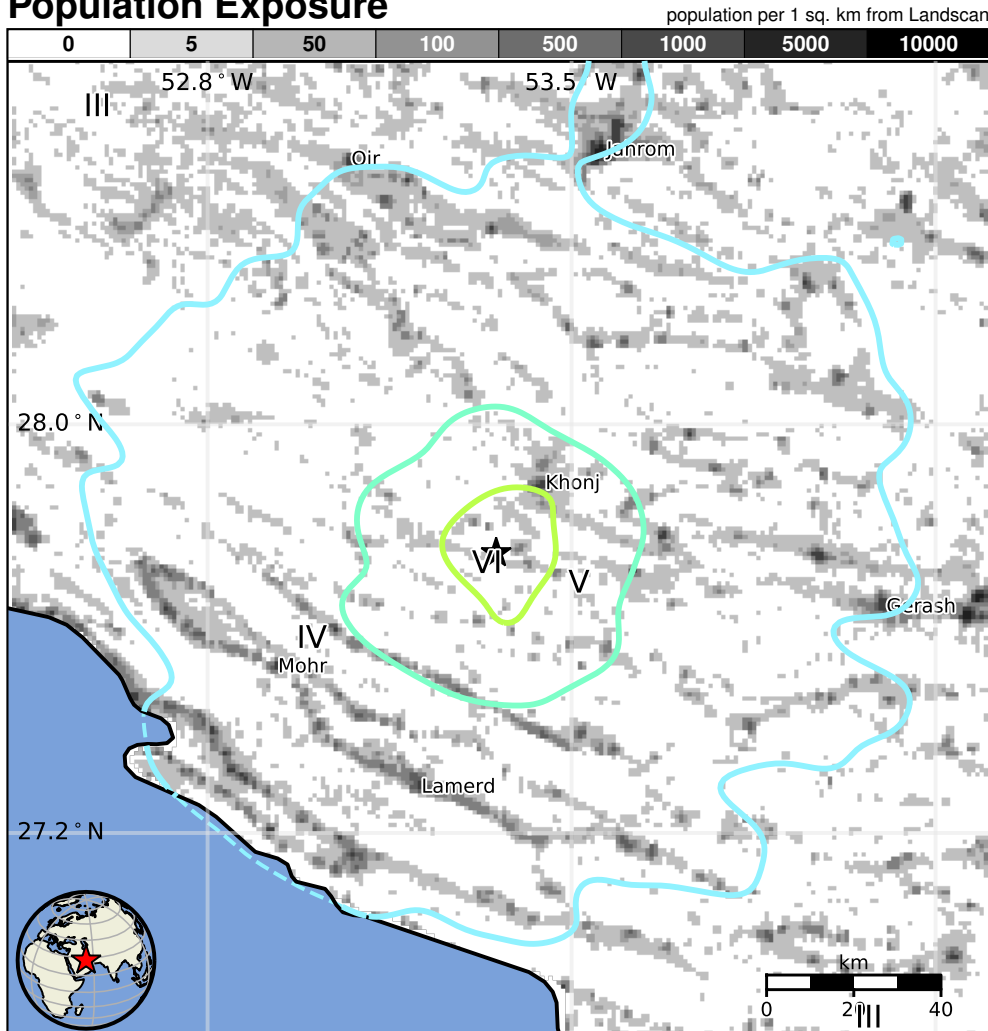 Population Exposure
population per 1 sq. km from Landscan
0 5 50 100 500 1000 5000 10000
52.8°W 53.5°W
III
Jahrom
Qir
28.0°N
Khonj
VI
V
Gerash
IV
Mohr
Lamerd
27.2°N
km
0 20 40
III